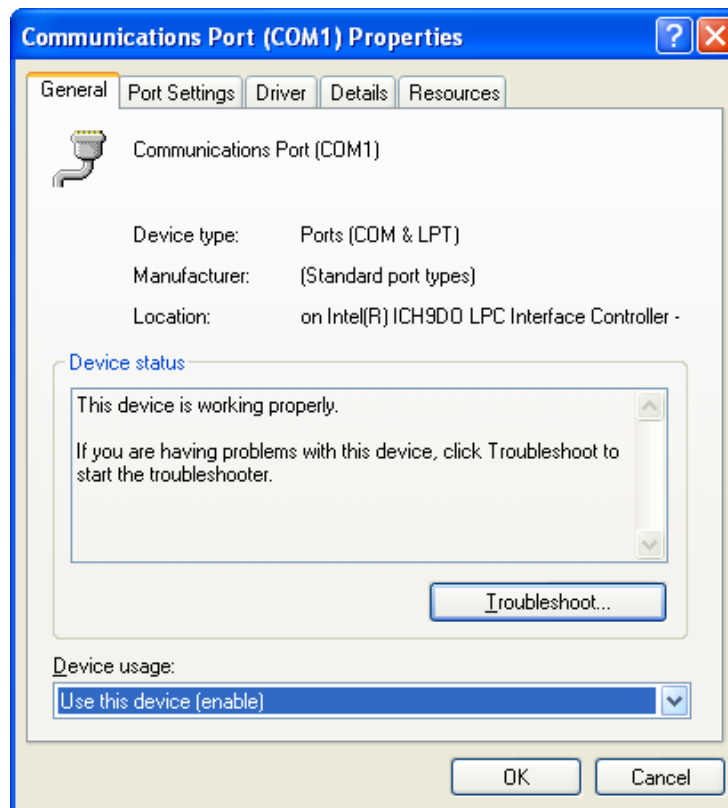 Communications Port (COM1) Properties
General Port Settings Driver Details Resources
Communications Port (COM1)
Device type: Ports (COM & LPT)
Manufacturer: (Standard port types)
Location: on Intel(R) ICH9DO LPC Interface Controller -
Device status
This device is working properly.
If you are having problems with this device, click Troubleshoot to
start the troubleshooter.
Troubleshoot...
Device usage:
Use this device (enable)
OK Cancel